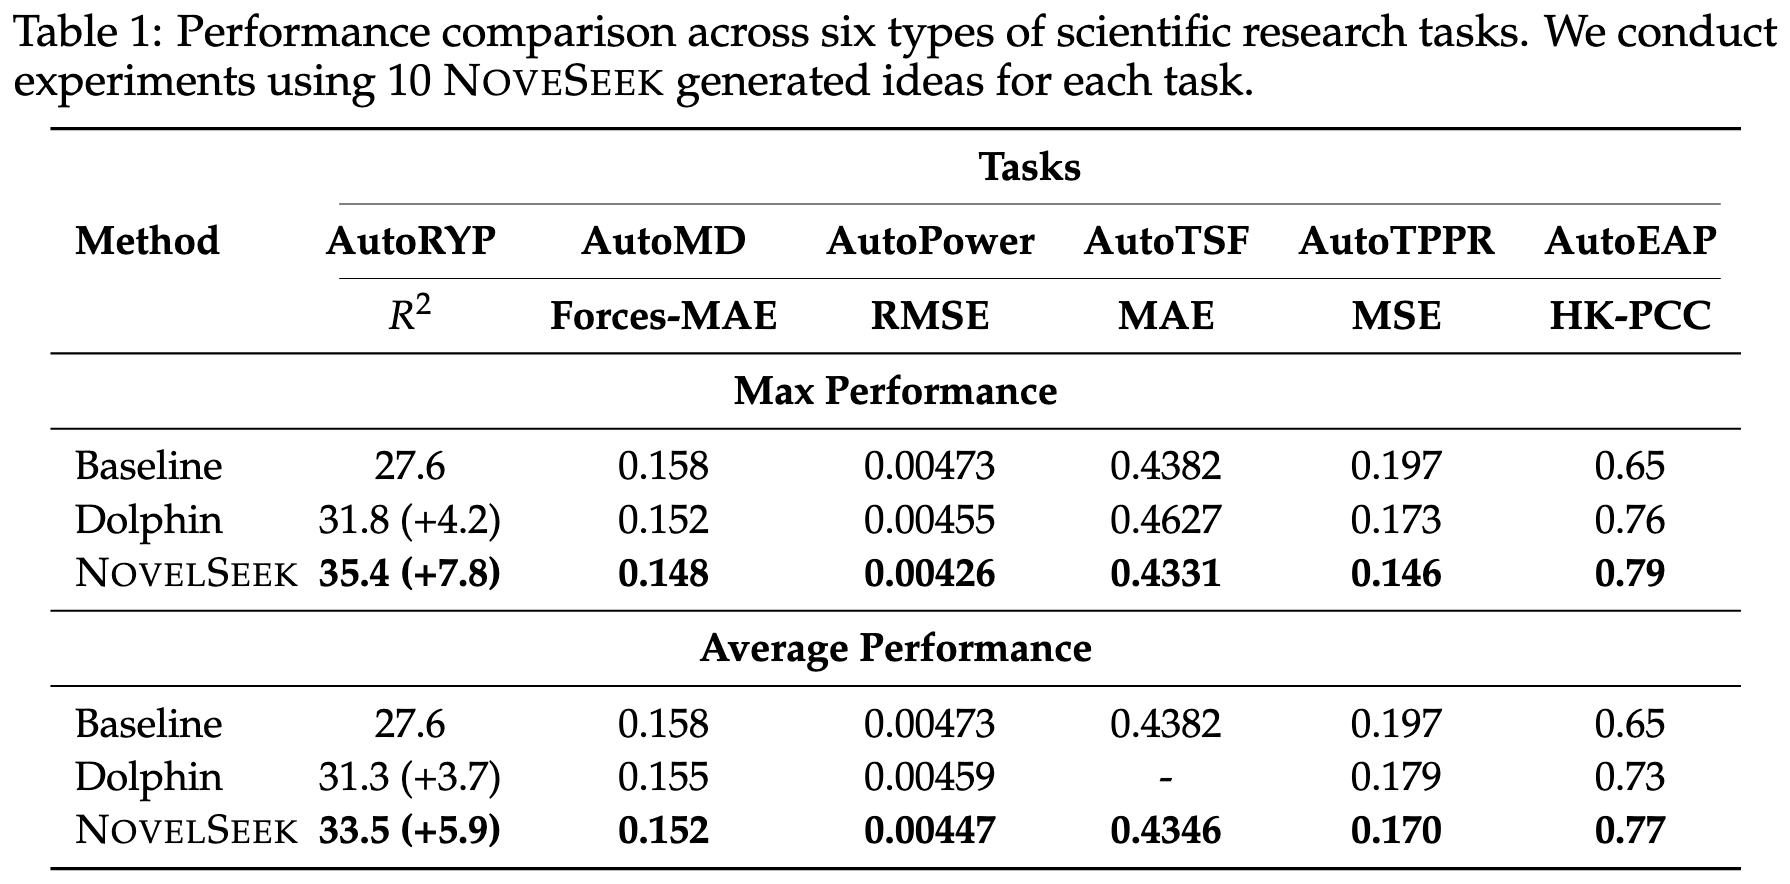 Table 1: Performance comparison across six types of scientific research tasks. We conduct
experiments using 10 NOVESEEK generated ideas for each task.
Tasks
Method AutoRYP AutoMD AutoPower AutoTSF AutoTPPR AutoEAP
R² Forces-MAE RMSE MAE MSE HK-PCC
Max Performance
Baseline 27.6 0.158 0.00473 0.4382 0.197 0.65
Dolphin 31.8 (+4.2) 0.152 0.00455 0.4627 0.173 0.76
NOVELSEEK 35.4 (+7.8) 0.148 0.00426 0.4331 0.146 0.79
Average Performance
Baseline 27.6 0.158 0.00473 0.4382 0.197 0.65
Dolphin 31.3 (+3.7) 0.155 0.00459 - 0.179 0.73
NOVELSEEK 33.5 (+5.9) 0.152 0.00447 0.4346 0.170 0.77